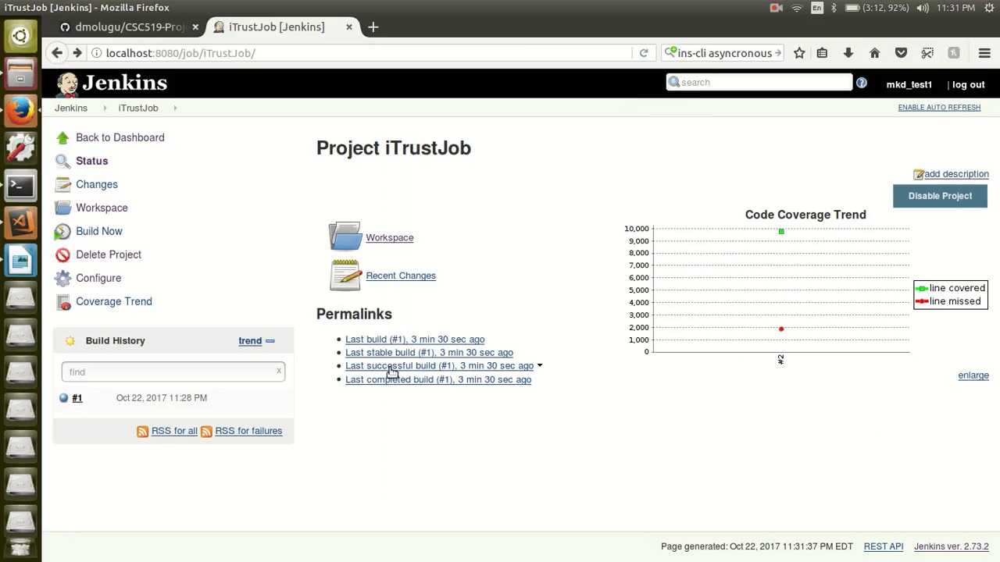 iTrustJob [Jenkins] - Mozilla Firefox
En (3:12, 92%) 11:31 PM
dmolugu/CSC519-Proj × iTrustJob [Jenkins] × +
localhost:8080/job/iTrustJob/ ins-cli asyncronous
Jenkins search mkd_test1 | log out
Jenkins iTrustJob ENABLE AUTO REFRESH
Back to Dashboard
Status
Changes
Workspace
Build Now
Delete Project
Configure
Coverage Trend
Build History trend
find x
#1 Oct 22, 2017 11:28 PM
RSS for all RSS for failures
Project iTrustJob
add description
Disable Project
Workspace
Recent Changes
Permalinks
Last build (#1), 3 min 30 sec ago
Last stable build (#1), 3 min 30 sec ago
Last successful build (#1), 3 min 30 sec ago
Last completed build (#1), 3 min 30 sec ago
Code Coverage Trend
10,000
9,000
8,000
7,000
6,000
5,000
4,000
3,000
2,000
1,000
0
#2
line covered
line missed
enlarge
Page generated: Oct 22, 2017 11:31:37 PM EDT REST API Jenkins ver. 2.73.2